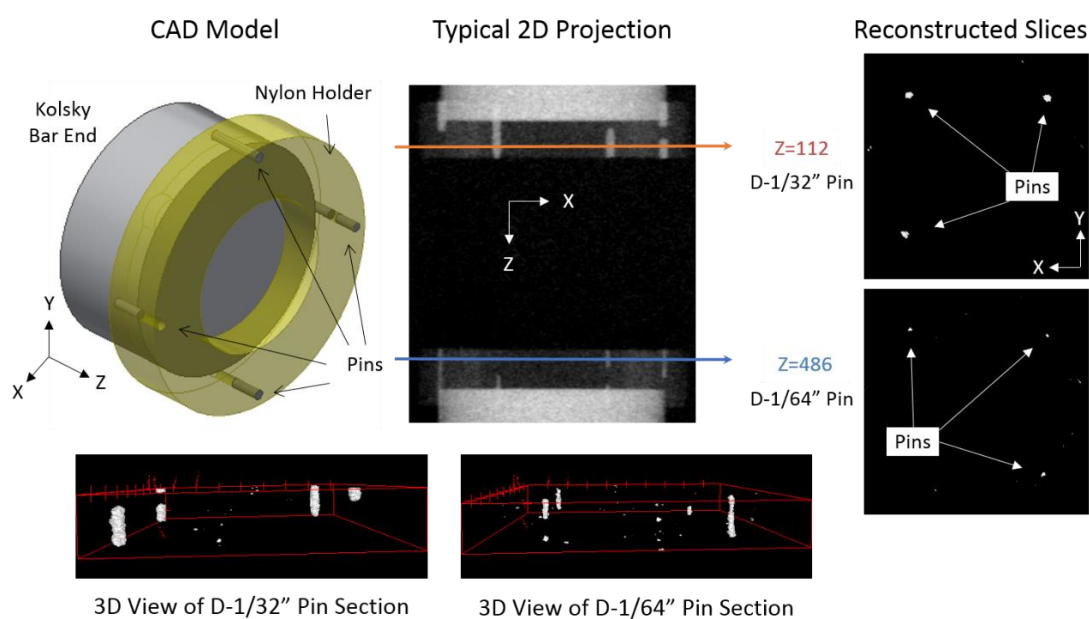 CAD Model
Typical 2D Projection
Reconstructed Slices
Kolsky
Bar End
Nylon Holder
Pins
Y
X
Z
X
Z
Z=112
D-1/32” Pin
Z=486
D-1/64” Pin
Pins
Y
X
Pins
3D View of D-1/32” Pin Section
3D View of D-1/64” Pin Section